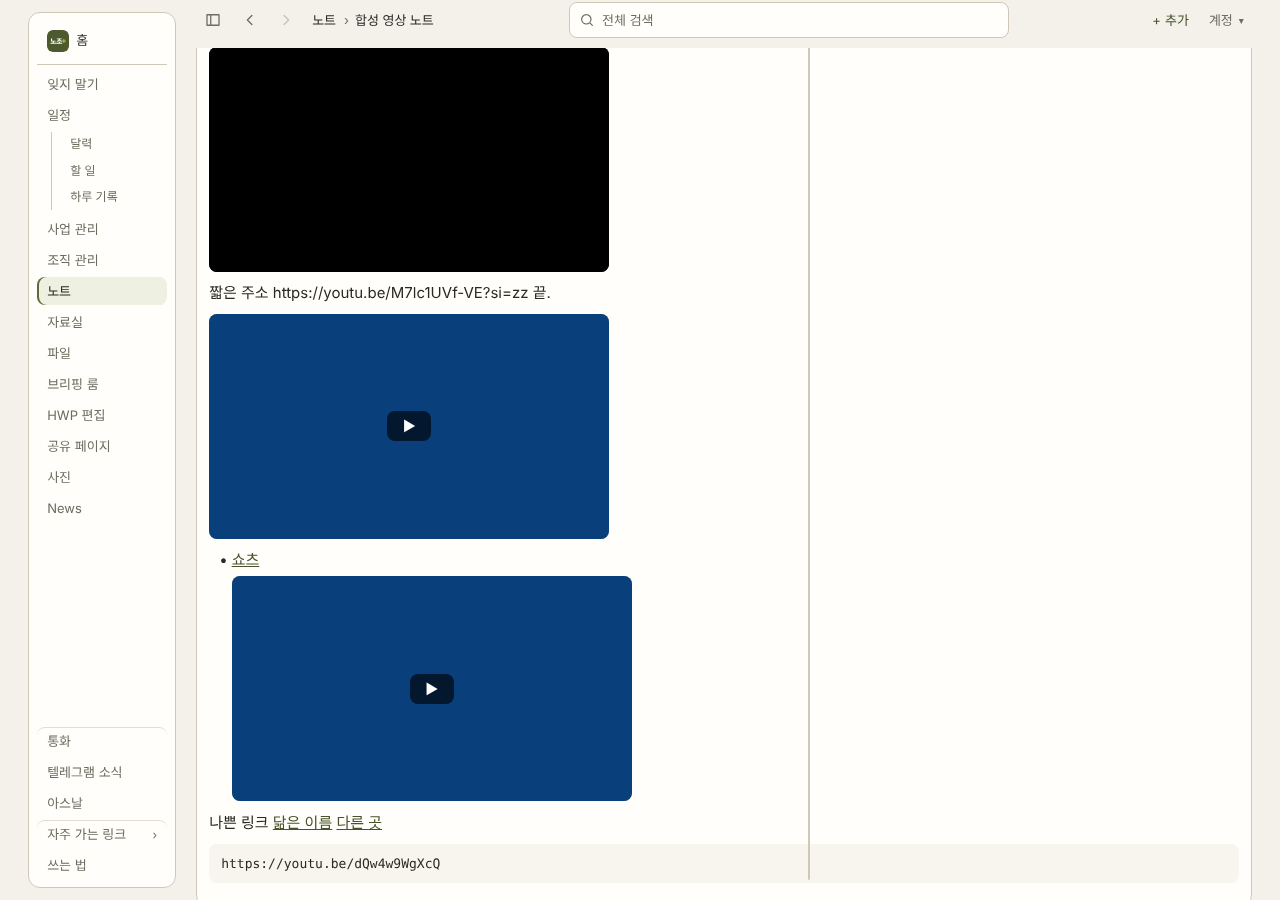 노조+ 홈
잊지 말기
일정
달력
할 일
하루 기록
사업 관리
조직 관리
노트
자료실
파일
브리핑 룸
HWP 편집
공유 페이지
사진
News
통화
텔레그램 소식
아스날
자주 가는 링크 ›
쓰는 법
노트 › 합성 영상 노트
전체 검색
+ 추가
계정 ▾
짧은 주소 https://youtu.be/M7lc1UVf-VE?si=zz 끝.
• 쇼츠
나쁜 링크 닮은 이름 다른 곳
https://youtu.be/dQw4w9WgXcQ